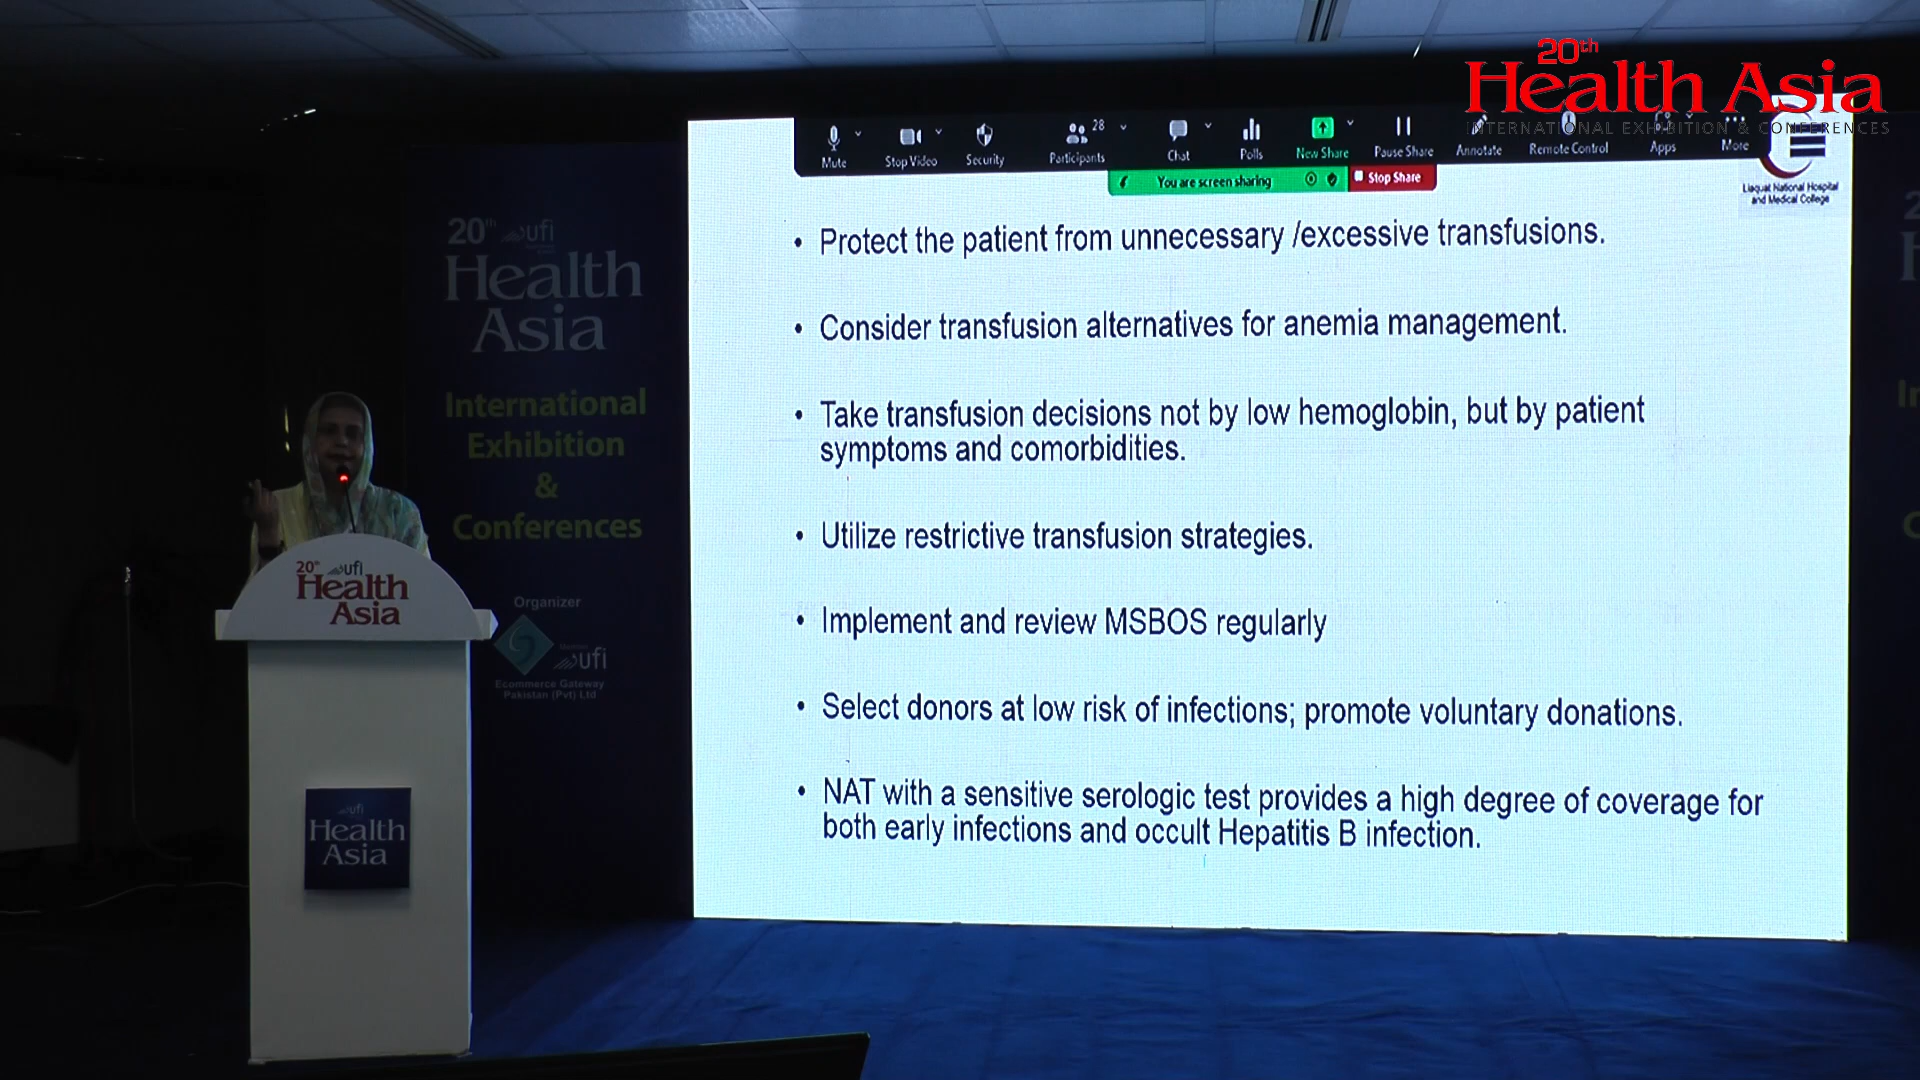 20th
Health Asia
INTERNATIONAL EXHIBITION & CONFERENCES
Mute
Stop Video
Security
28
Participants
Chat
Polls
New Share
Pause Share
Annotate
Remote Control
Apps
More
You are screen sharing
Stop Share
Liaquat National Hospital
and Medical College
• Protect the patient from unnecessary /excessive transfusions.
• Consider transfusion alternatives for anemia management.
• Take transfusion decisions not by low hemoglobin, but by patient
symptoms and comorbidities.
• Utilize restrictive transfusion strategies.
• Implement and review MSBOS regularly
• Select donors at low risk of infections; promote voluntary donations.
• NAT with a sensitive serologic test provides a high degree of coverage for
both early infections and occult Hepatitis B infection.
20th ufi
Health
Asia
International
Exhibition
&
Conferences
Organizer
ufi
Ecommerce Gateway
Pakistan (Pvt) Ltd
20th ufi
Health
Asia
ufi
Health
Asia